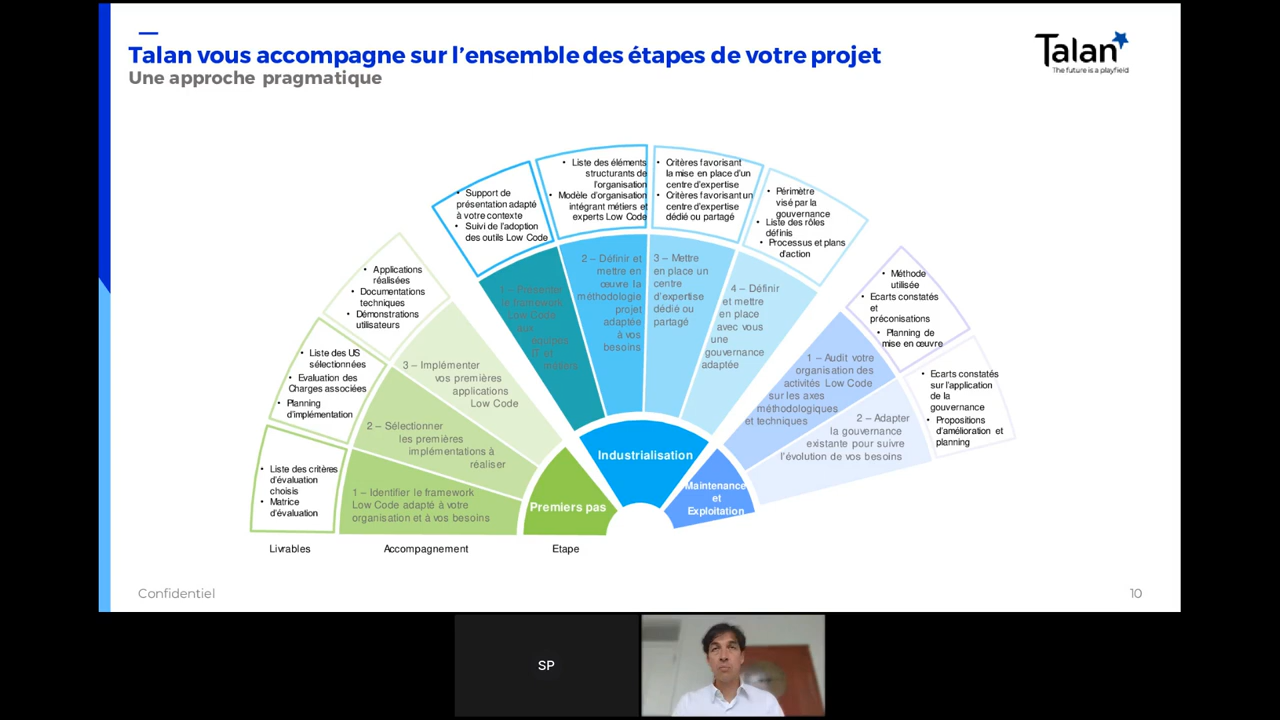 Talan vous accompagne sur l’ensemble des étapes de votre projet
Une approche pragmatique
Talan
The future is a playfield
• Liste des critères
d’évaluation
choisis
• Matrice
d’évaluation
1 – Identifier le framework
Low Code adapté à votre
organisation et à vos besoins
• Liste des US
sélectionnées
• Evaluation des
Charges associées
• Planning
d’implémentation
2 – Sélectionner
les premières
implémentations à
réaliser
• Applications
réalisées
• Documentations
techniques
• Démonstrations
utilisateurs
3 – Implémenter
vos premières
applications
Low Code
Premiers pas
• Support de
présentation adapté
à votre contexte
• Suivi de l’adoption
des outils Low Code
1 – Présenter
le framework
Low Code
aux
équipes
IT et
métiers
• Liste des éléments
structurants de
l’organisation
• Modèle d’organisation
intégrant métiers et
experts Low Code
2 – Définir et
mettre en
œuvre la
méthodologie
projet
adaptée
à vos
besoins
• Critères favorisant
la mise en place d’un
centre d’expertise
• Critères favorisant un
centre d’expertise
dédié ou partagé
3 – Mettre
en place un
centre
d’expertise
dédié ou
partagé
• Périmètre
visé par la
gouvernance
• Liste des rôles
définis
• Processus et plans
d’action
4 – Définir
et mettre
en place
avec vous
une
gouvernance
adaptée
Industrialisation
• Méthode
utilisée
• Ecarts constatés
et
préconisations
• Planning de
mise en œuvre
1 – Audit votre
organisation des
activités Low Code
sur les axes
méthodologiques
et techniques
• Ecarts constatés
sur l’application
de la
gouvernance
• Propositions
d’amélioration et
planning
2 – Adapter
la gouvernance
existante pour suivre
l’évolution de vos besoins
Maintenance
et
Exploitation
Livrables
Accompagnement
Etape
Confidentiel
10
SP